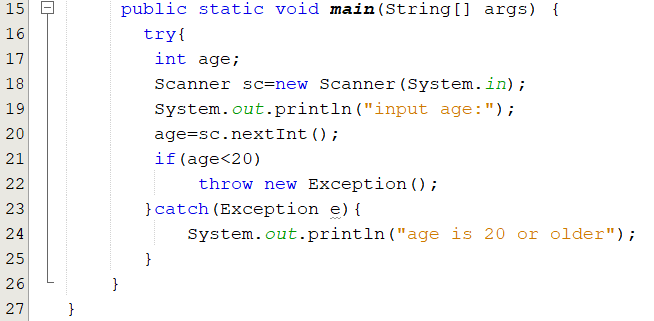 15 public static void main(String[] args) {
16 try{
17 int age;
18 Scanner sc=new Scanner(System.in);
19 System.out.println("input age:");
20 age=sc.nextInt();
21 if(age<20)
22 throw new Exception();
23 }catch(Exception e){
24 System.out.println("age is 20 or older");
25 }
26 }
27 }